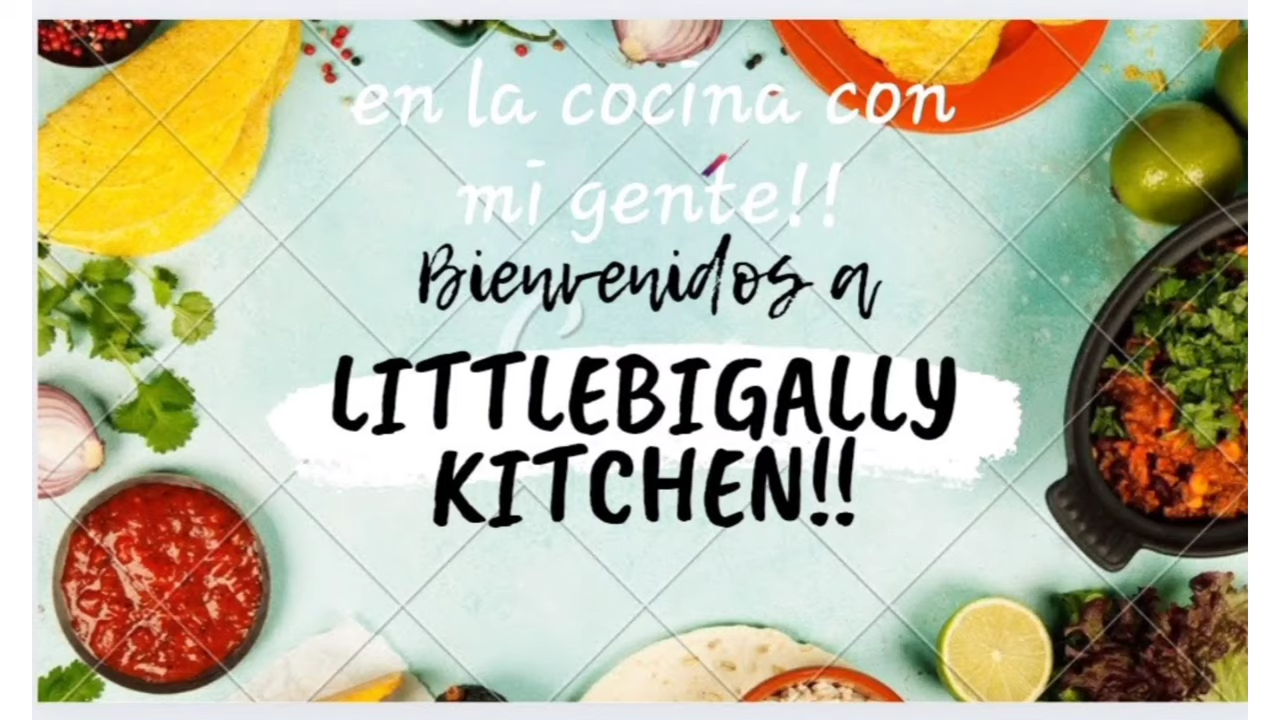 en la cocina con
mi gente!!
Bienvenidos a
LITTLEBIGALLY
KITCHEN!!